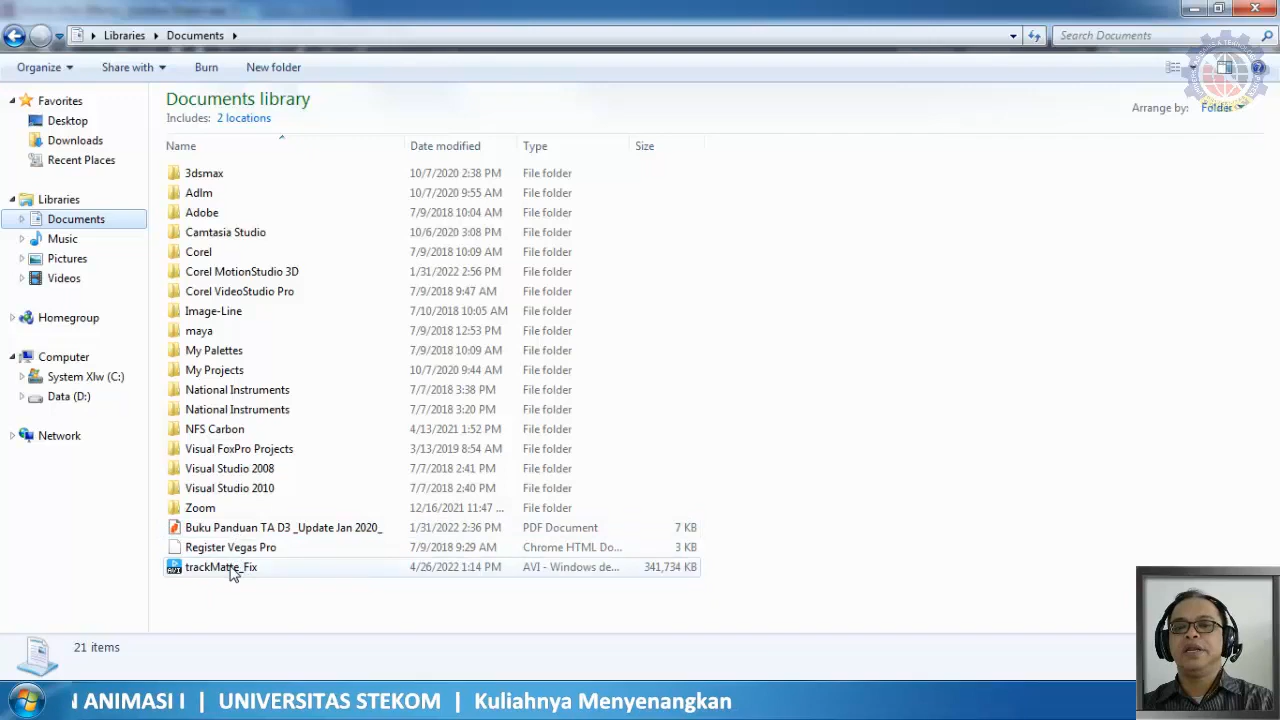 Libraries Documents
Search Documents
Organize Share with Burn New folder
Documents library
Includes: 2 locations
Arrange by: Folder
Favorites
Desktop
Downloads
Recent Places
Libraries
Documents
Music
Pictures
Videos
Homegroup
Computer
System Xlw (C:)
Data (D:)
Network
Name Date modified Type Size
3dsmax 10/7/2020 2:38 PM File folder
Adlm 10/7/2020 9:55 AM File folder
Adobe 7/9/2018 10:04 AM File folder
Camtasia Studio 10/6/2020 3:08 PM File folder
Corel 7/9/2018 10:09 AM File folder
Corel MotionStudio 3D 1/31/2022 2:56 PM File folder
Corel VideoStudio Pro 7/9/2018 9:47 AM File folder
Image-Line 7/10/2018 10:05 AM File folder
maya 7/9/2018 12:53 PM File folder
My Palettes 7/9/2018 10:09 AM File folder
My Projects 10/7/2020 9:44 AM File folder
National Instruments 7/7/2018 3:38 PM File folder
National Instruments 7/7/2018 3:20 PM File folder
NFS Carbon 4/13/2021 1:52 PM File folder
Visual FoxPro Projects 3/13/2019 8:54 AM File folder
Visual Studio 2008 7/7/2018 2:41 PM File folder
Visual Studio 2010 7/7/2018 2:40 PM File folder
Zoom 12/16/2021 11:47 ... File folder
Buku Panduan TA D3 _Update Jan 2020_ 1/31/2022 2:36 PM PDF Document 7 KB
Register Vegas Pro 7/9/2018 9:29 AM Chrome HTML Do... 3 KB
trackMatte_Fix 4/26/2022 1:14 PM AVI - Windows de... 341,734 KB
21 items
N ANIMASI I | UNIVERSITAS STEKOM | Kuliahnya Menyenangkan